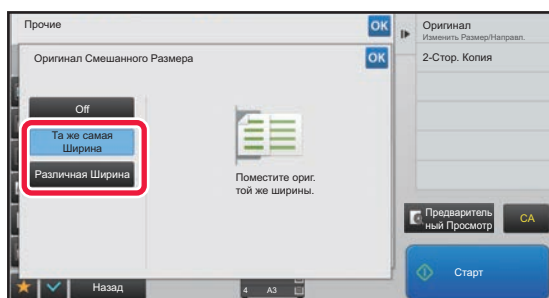 Прочие
OK
Оригинал Смешанного Размера
OK
Off
Та же самая
Ширина
Различная Ширина
Поместите ориг.
той же ширины.
Назад
4 A3
Оригинал
Изменить Размер/Направл.
2-Стор. Копия
Предваритель
ный Просмотр
CA
Старт